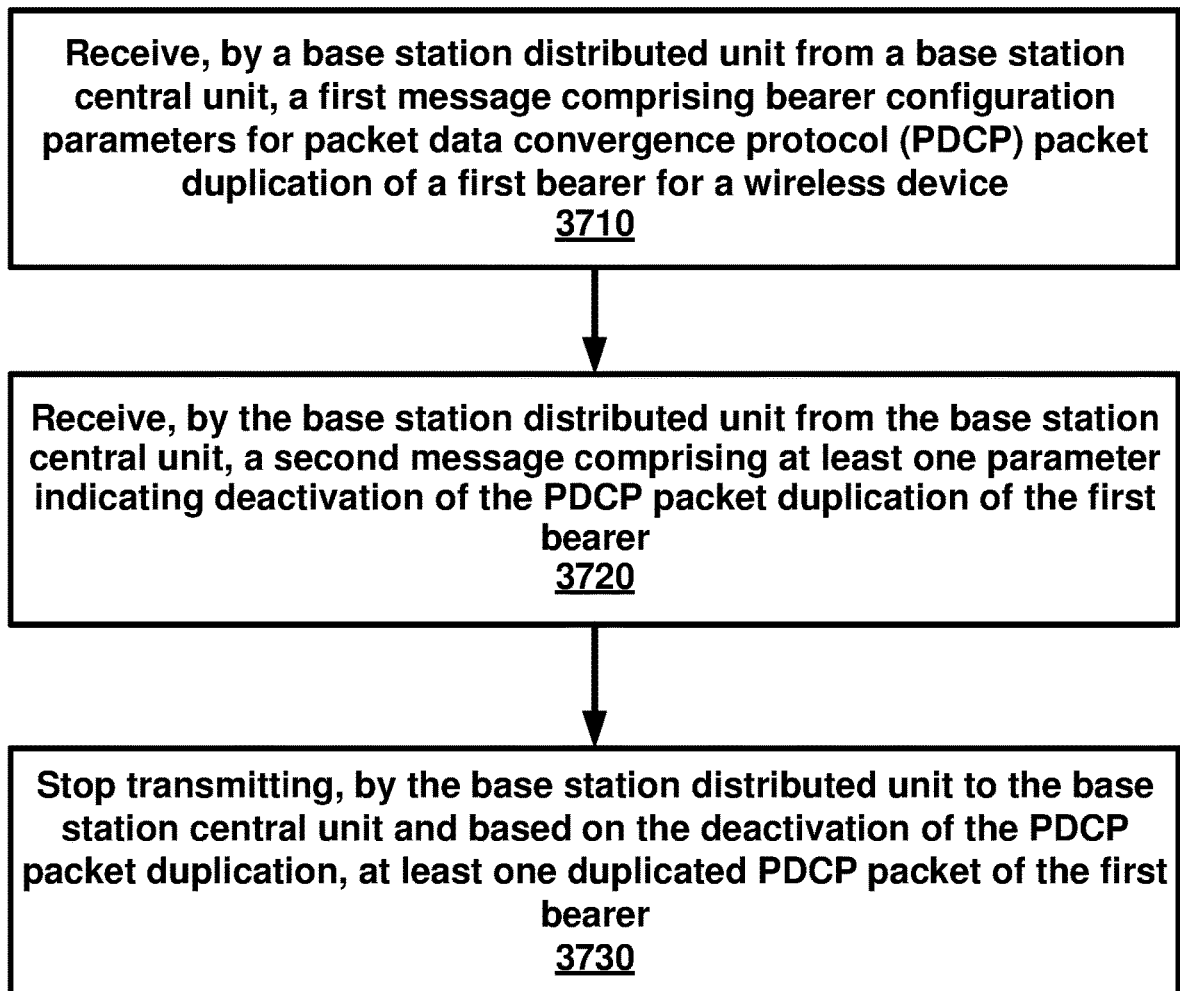 Receive, by a base station distributed unit from a base station
central unit, a first message comprising bearer configuration
parameters for packet data convergence protocol (PDCP) packet
duplication of a first bearer for a wireless device
3710
Receive, by the base station distributed unit from the base station
central unit, a second message comprising at least one parameter
indicating deactivation of the PDCP packet duplication of the first
bearer
3720
Stop transmitting, by the base station distributed unit to the base
station central unit and based on the deactivation of the PDCP
packet duplication, at least one duplicated PDCP packet of the first
bearer
3730